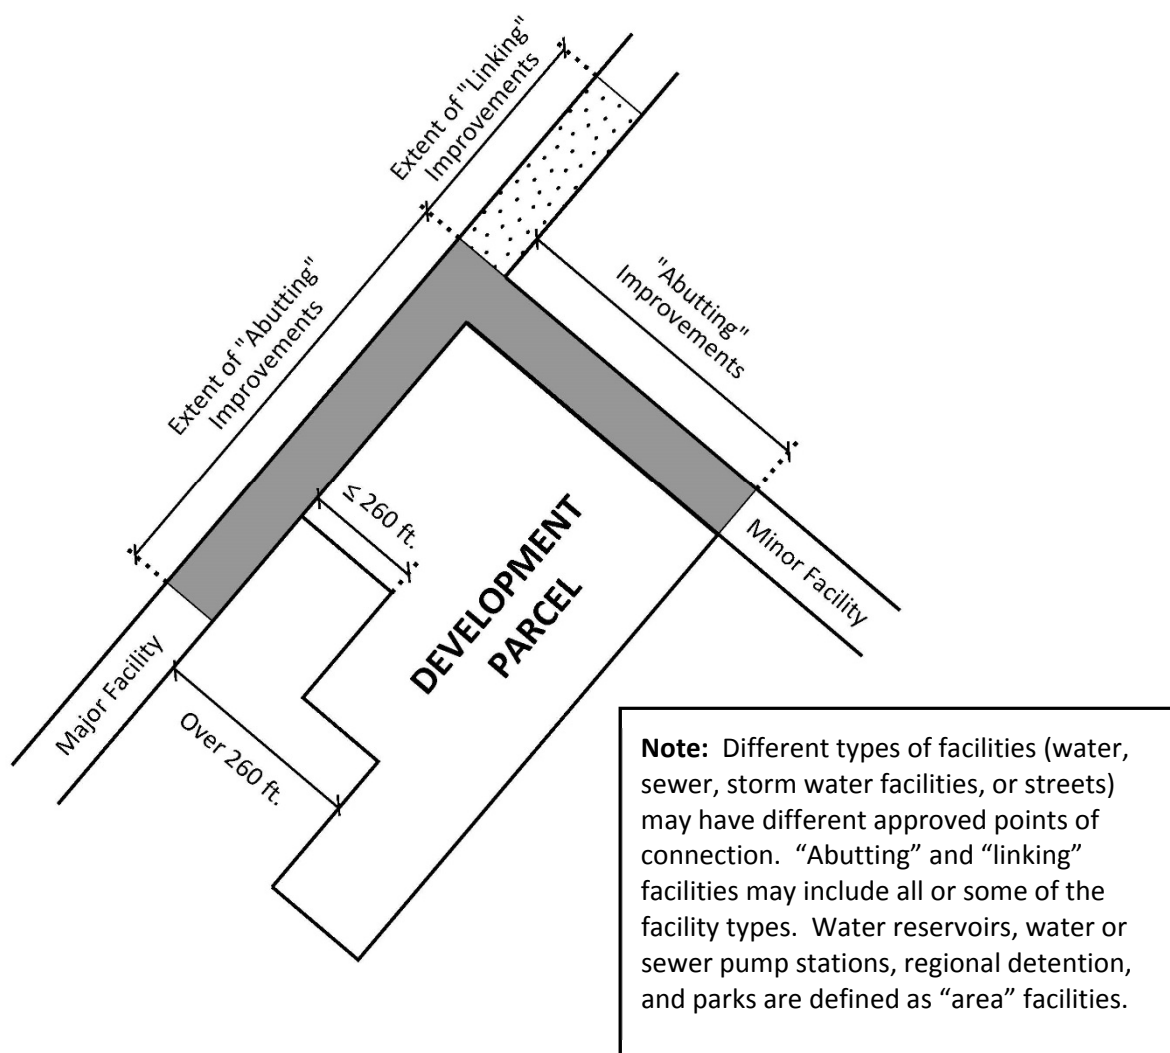 Extent of "Linking"
Improvements
Extent of "Abutting"
Improvements
"Abutting"
Improvements
≤ 260 ft.
DEVELOPMENT
PARCEL
Minor Facility
Major Facility
Over 260 ft.
Note: Different types of facilities (water,
sewer, storm water facilities, or streets)
may have different approved points of
connection. “Abutting” and “linking”
facilities may include all or some of the
facility types. Water reservoirs, water or
sewer pump stations, regional detention,
and parks are defined as “area” facilities.